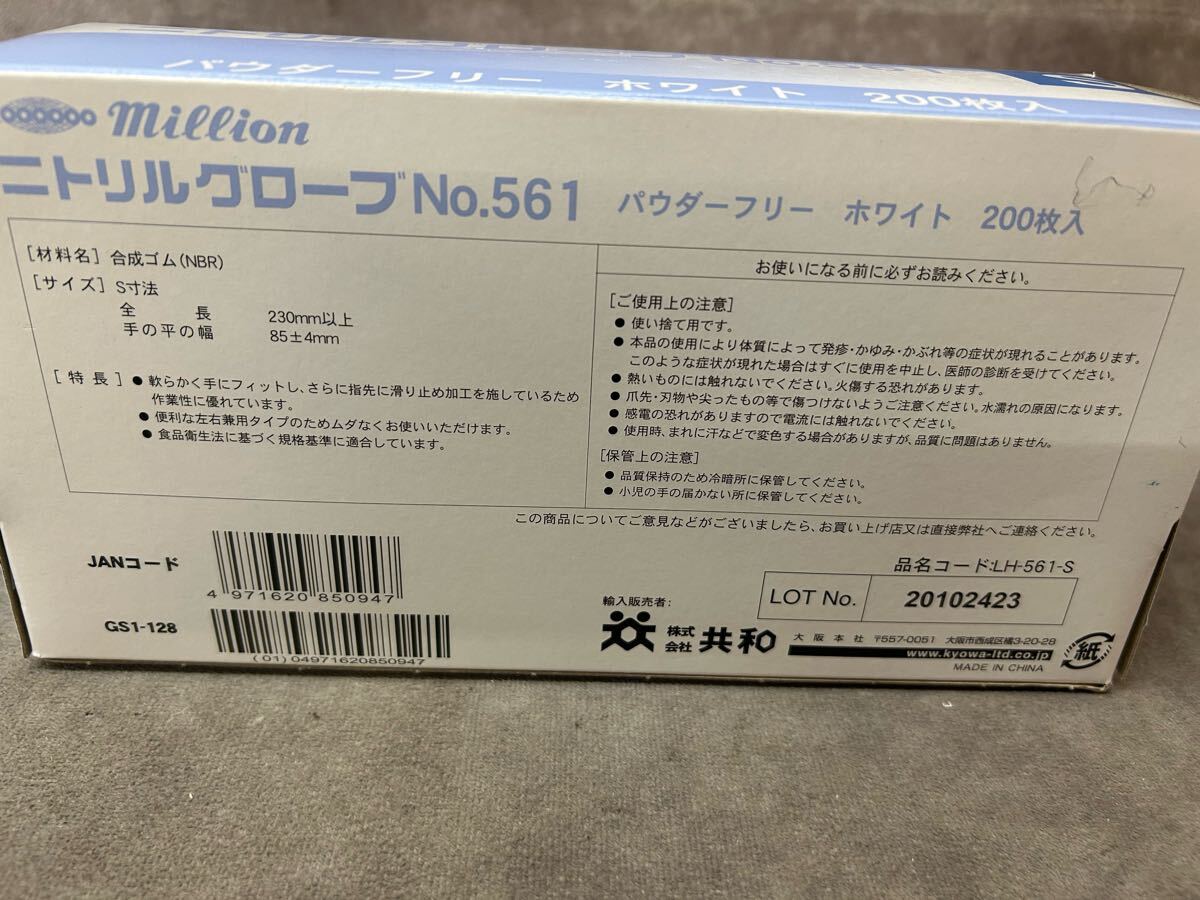 パウダーフリー ホワイト 200枚入
million
ニトリルグローブNo.561 パウダーフリー ホワイト 200枚入
[材料名] 合成ゴム(NBR)
[サイズ] S寸法
全長 230mm以上
手の平の幅 85±4mm
[特長] ● 軟らかく手にフィットし、さらに指先に滑り止め加工を施しているため
作業性に優れています。
● 便利な左右兼用タイプのためムダなくお使いいただけます。
● 食品衛生法に基づく規格基準に適合しています。
お使いになる前に必ずお読みください。
[ご使用上の注意]
● 使い捨て用です。
● 本品の使用により体質によって発疹・かゆみ・かぶれ等の症状が現れることがあります。
このような症状が現れた場合はすぐに使用を中止し、医師の診断を受けてください。
● 熱いものには触れないでください。火傷する恐れがあります。
● 爪先・刃物や尖ったもの等で傷つけないようご注意ください。水濡れの原因になります。
● 感電の恐れがありますので電流には触れないでください。
● 使用時、まれに汗などで変色する場合がありますが、品質に問題はありません。
[保管上の注意]
● 品質保持のため冷暗所に保管してください。
● 小児の手の届かない所に保管してください。
この商品についてご意見などがございましたら、お買い上げ店又は直接弊社へご連絡ください。
JANコード
4 971620 850947
GS1-128
(01)04971620850947
品名コード:LH-561-S
LOT No. 20102423
輸入販売者:
株式会社 共和
大阪本社 〒557-0051 大阪市西成区橘3-20-28
www.kyowa-ltd.co.jp
MADE IN CHINA
紙